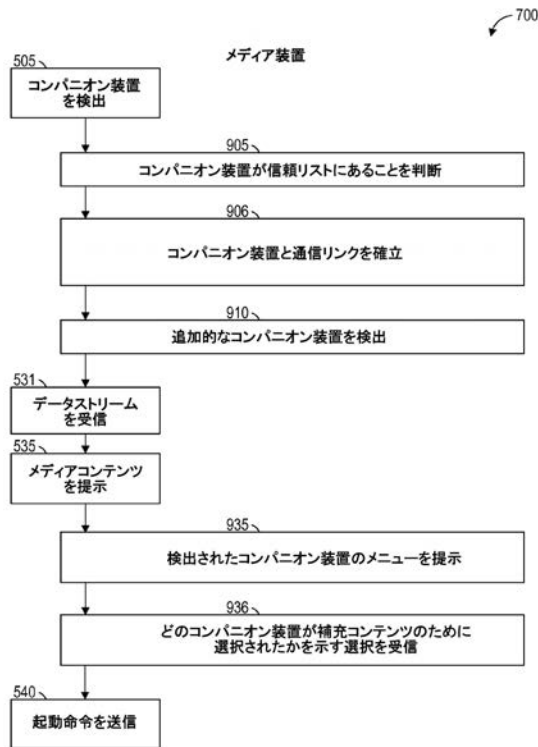 700
メディア装置
505
コンパニオン装置
を検出
905
コンパニオン装置が信頼リストにあることを判断
906
コンパニオン装置と通信リンクを確立
910
追加的なコンパニオン装置を検出
531
データストリーム
を受信
535
メディアコンテンツ
を提示
935
検出されたコンパニオン装置のメニューを提示
936
どのコンパニオン装置が補充コンテンツのために
選択されたかを示す選択を受信
540
起動命令を送信